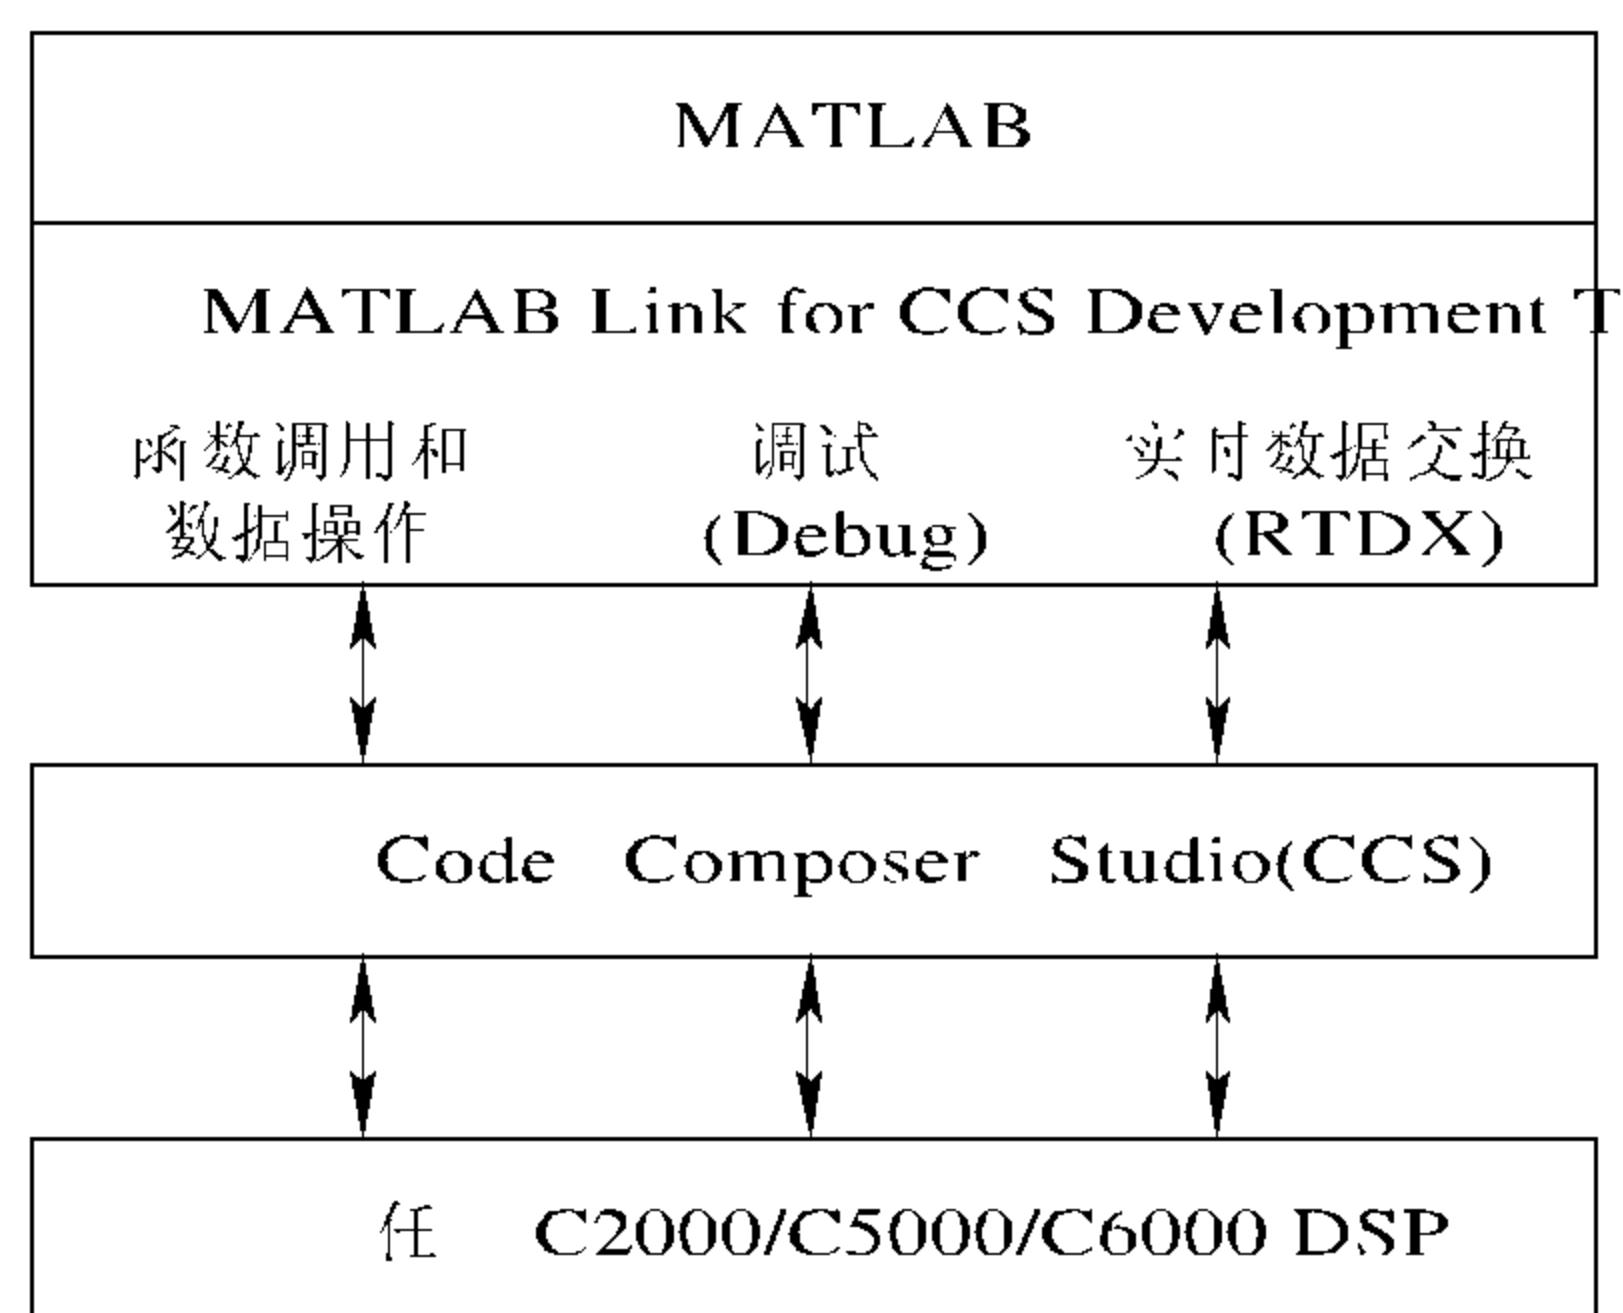 MATLAB
MATLAB Link for CCS Development T
函数调用和
数据操作
调试
(Debug)
实时数据交换
(RTDX)
Code Composer Studio(CCS)
任 C2000/C5000/C6000 DSP